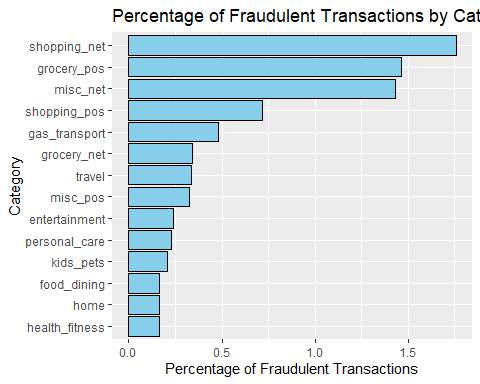 Percentage of Fraudulent Transactions by Cat
shopping_net
grocery_pos
misc_net
shopping_pos
gas_transport
grocery_net
travel
misc_pos
entertainment
personal_care
kids_pets
food_dining
home
health_fitness
Category
0.0 0.5 1.0 1.5
Percentage of Fraudulent Transactions